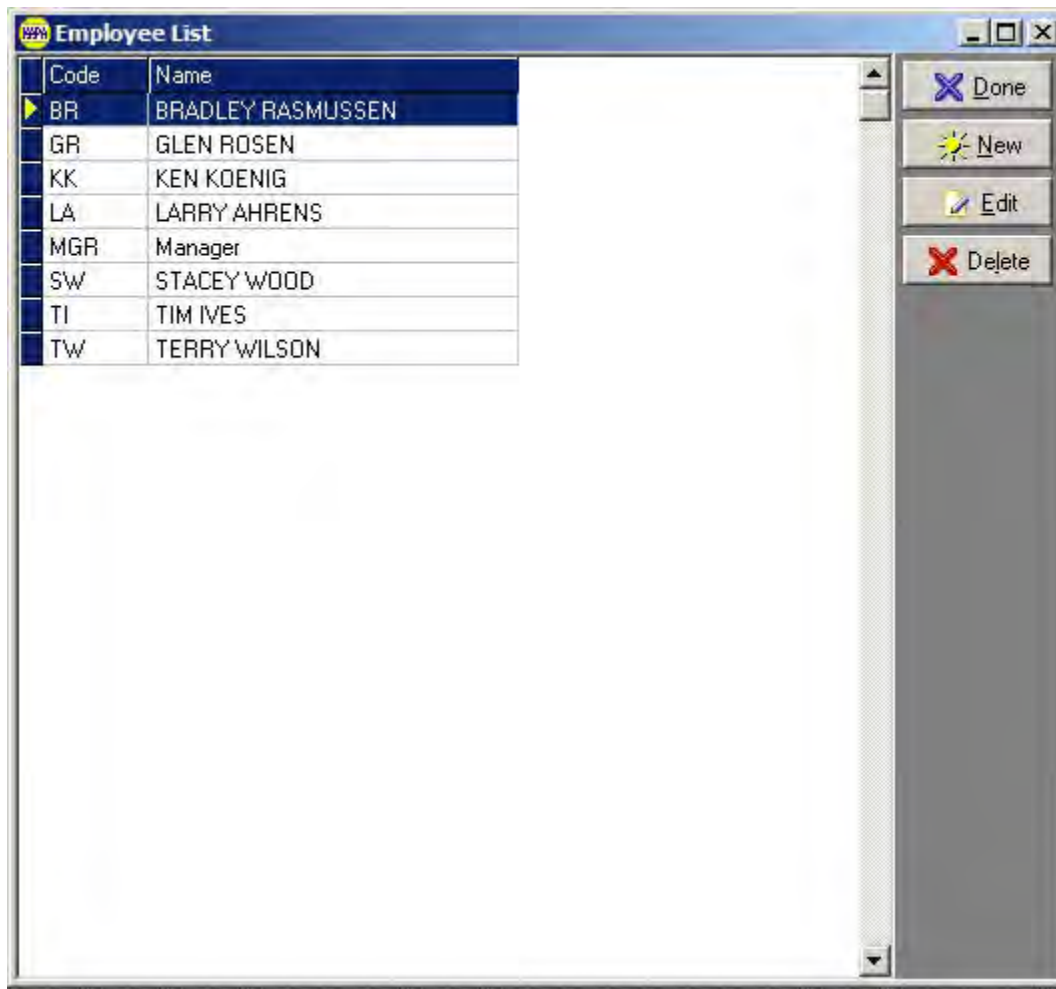 NAPA Employee List
Code Name
BR BRADLEY RASMUSSEN
GR GLEN ROSEN
KK KEN KOENIG
LA LARRY AHRENS
MGR Manager
SW STACEY WOOD
TI TIM IVES
TW TERRY WILSON
Done
New
Edit
Delete